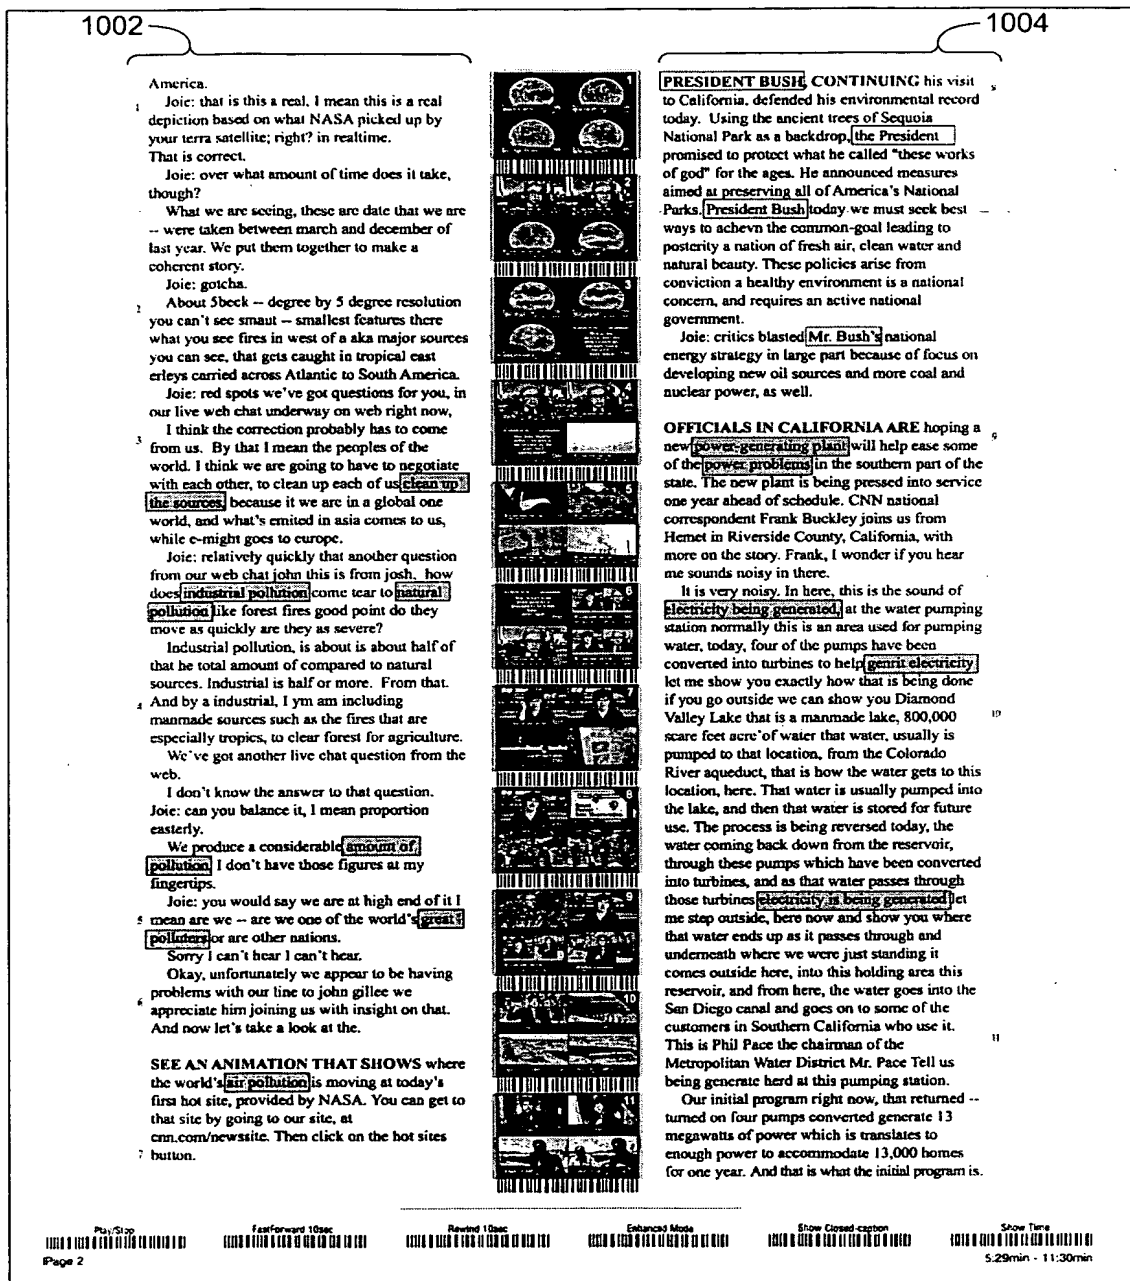 1002
1004
America.
1 Joie: that is this a real, I mean this is a real
depiction based on what NASA picked up by
your terra satellite; right? in realtime.
That is correct.
Joie: over what amount of time does it take,
though?
What we are seeing, these are date that we are
-- were taken between march and december of
last year. We put them together to make a
coherent story.
Joie: gotcha.
About 5beck -- degree by 5 degree resolution
2 you can't see smaut -- smallest features there
what you see fires in west of a aka major sources
you can see, that gets caught in tropical east
erleys carried across Atlantic to South America.
Joie: red spots we've got questions for you, in
our live web chat underway on web right now,
I think the correction probably has to come
3 from us. By that I mean the peoples of the
world. I think we are going to have to negotiate
with each other, to clean up each of us clean up
the sources, because it we are in a global one
world, and what's emited in asia comes to us,
while e-might goes to europe.
Joie: relatively quickly that another question
from our web chat john this is from josh, how
does industrial pollution come tear to natural
pollution like forest fires good point do they
move as quickly are they as severe?
Industrial pollution, is about is about half of
that he total amount of compared to natural
sources. Industrial is half or more. From that.
4 And by a industrial, I ym am including
manmade sources such as the fires that are
especially tropics, to clear forest for agriculture.
We've got another live chat question from the
web.
I don't know the answer to that question.
Joie: can you balance it, I mean proportion
easterly.
We produce a considerable amount of
pollution, I don't have those figures at my
fingertips.
Joie: you would say we are at high end of it I
5 mean are we -- are we one of the world's great
polluters or are other nations.
Sorry I can't hear I can't hear.
Okay, unfortunately we appear to be having
6 problems with our line to john gillee we
appreciate him joining us with insight on that.
And now let's take a look at the.
SEE AN ANIMATION THAT SHOWS where
the world's air pollution is moving at today's
first hot site, provided by NASA. You can get to
that site by going to our site, at
cnn.com/newssite. Then click on the hot sites
7 button.
1
2
3
4
5
6
7
8
9
10
11
PRESIDENT BUSH, CONTINUING his visit
to California, defended his environmental record
today. Using the ancient trees of Sequoia
National Park as a backdrop, the President
promised to protect what he called "these works
of god" for the ages. He announced measures
aimed at preserving all of America's National
Parks. President Bush today we must seek best
ways to achevn the common-goal leading to
posterity a nation of fresh air, clean water and
natural beauty. These policies arise from
conviction a healthy environment is a national
concern, and requires an active national
government.
Joie: critics blasted Mr. Bush's national
energy strategy in large part because of focus on
developing new oil sources and more coal and
nuclear power, as well.
OFFICIALS IN CALIFORNIA ARE hoping a
new power-generating plant will help ease some 9
of the power problems in the southern part of the
state. The new plant is being pressed into service
one year ahead of schedule. CNN national
correspondent Frank Buckley joins us from
Hemet in Riverside County, California, with
more on the story. Frank, I wonder if you hear
me sounds noisy in there.
It is very noisy. In here, this is the sound of
electricity being generated, at the water pumping
station normally this is an area used for pumping
water, today, four of the pumps have been
converted into turbines to help genrit electricity
let me show you exactly how that is being done
if you go outside we can show you Diamond
Valley Lake that is a manmade lake, 800,000 10
scare feet acre of water that water, usually is
pumped to that location, from the Colorado
River aqueduct, that is how the water gets to this
location, here. That water is usually pumped into
the lake, and then that water is stored for future
use. The process is being reversed today, the
water coming back down from the reservoir,
through these pumps which have been converted
into turbines, and as that water passes through
those turbines electricity is being generated let
me step outside, here now and show you where
that water ends up as it passes through and
underneath where we were just standing it
comes outside here, into this holding area this
reservoir, and from here, the water goes into the
San Diego canal and goes on to some of the
customers in Southern California who use it.
This is Phil Pace the chairman of the 11
Metropolitan Water District Mr. Pace Tell us
being generate herd at this pumping station.
Our initial program right now, that returned --
turned on four pumps converted generate 13
megawatts of power which is translates to
enough power to accommodate 13,000 homes
for one year. And that is what the initial program is.
Play/Stop FastForward 10sec Rewind 10sec Enhanced Mode Show Closed-caption Show Time
Page 2 5:29min - 11:30min